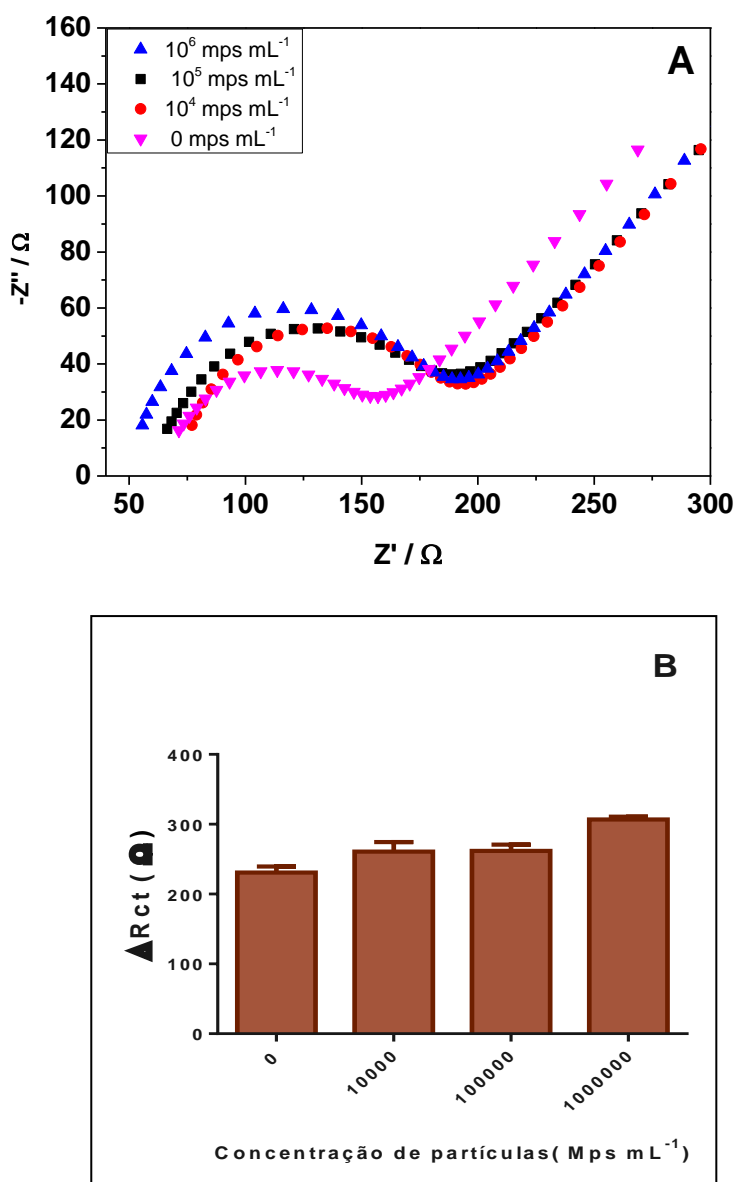 160
140
120
100
80
60
40
20
0
-Z'' / Ω
A
10⁶ mps mL⁻¹
10⁵ mps mL⁻¹
10⁴ mps mL⁻¹
0 mps mL⁻¹
50 100 150 200 250 300
Z' / Ω
B
400
300
200
100
0
ΔRct (Ω)
0 10000 100000 1000000
Concentração de partículas( Mps mL⁻¹)